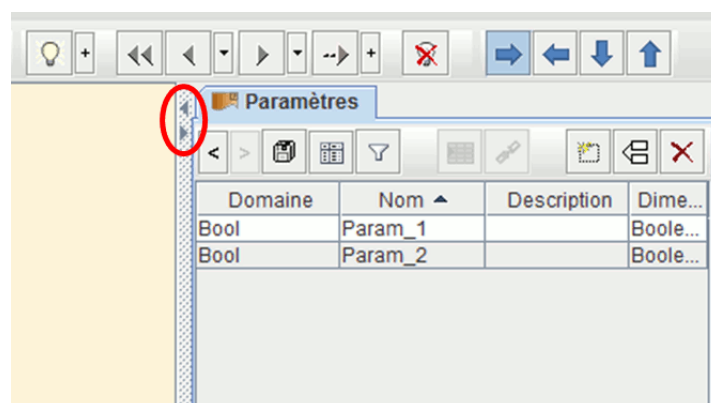 Paramètres
Domaine Nom Description Dime...
Bool Param_1 Boole...
Bool Param_2 Boole...